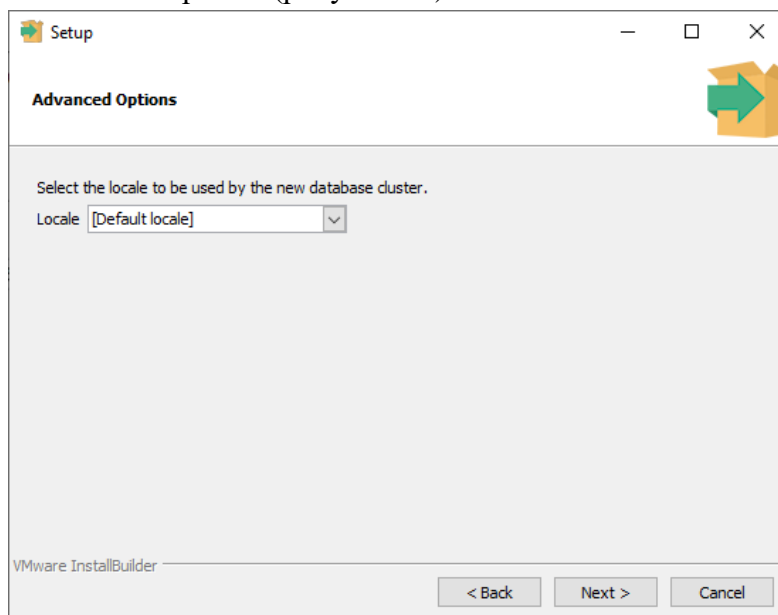 Setup
Advanced Options
Select the locale to be used by the new database cluster.
Locale [Default locale]
VMware InstallBuilder
< Back Next > Cancel